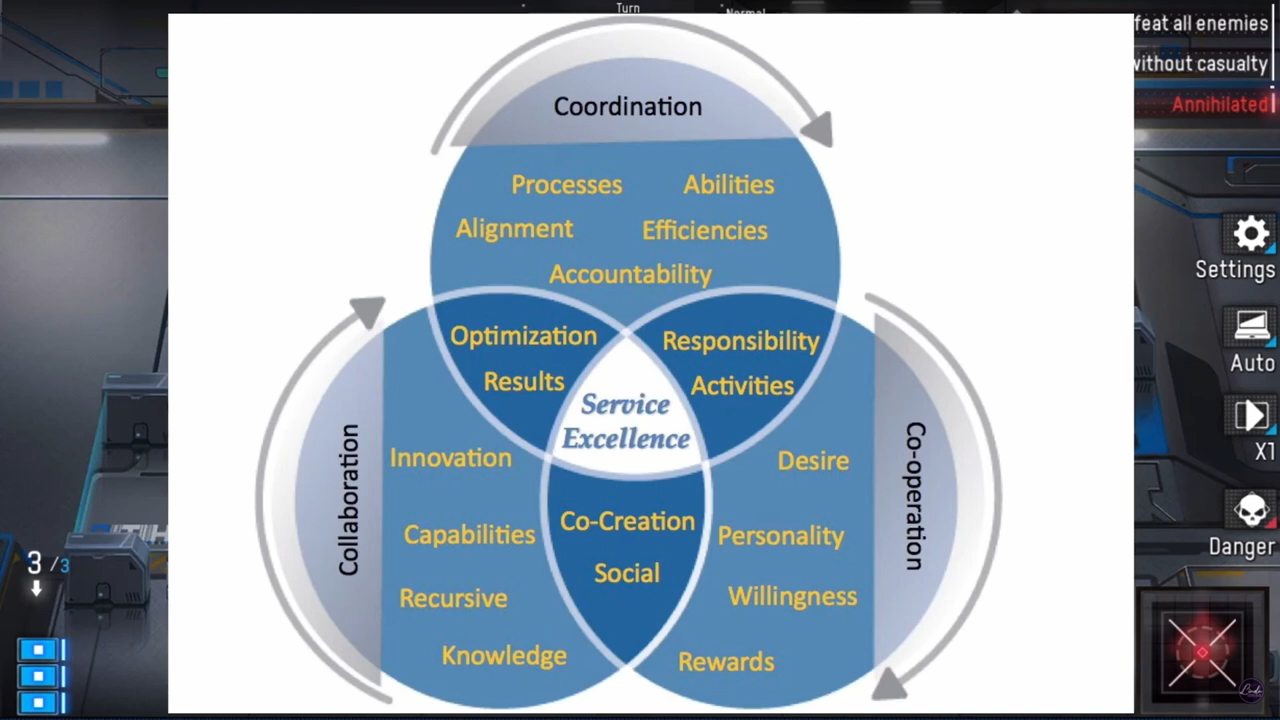 Turn
Normal
feat all enemies
without casualty
Annihilated
Coordination
Processes Abilities
Alignment Efficiencies
Accountability
Optimization Responsibility
Results Activities
Service
Excellence
Collaboration
Co-operation
Innovation Desire
Co-Creation
Capabilities Personality
Social
Recursive Willingness
Knowledge Rewards
Settings
Auto
X1
Danger
3 /3